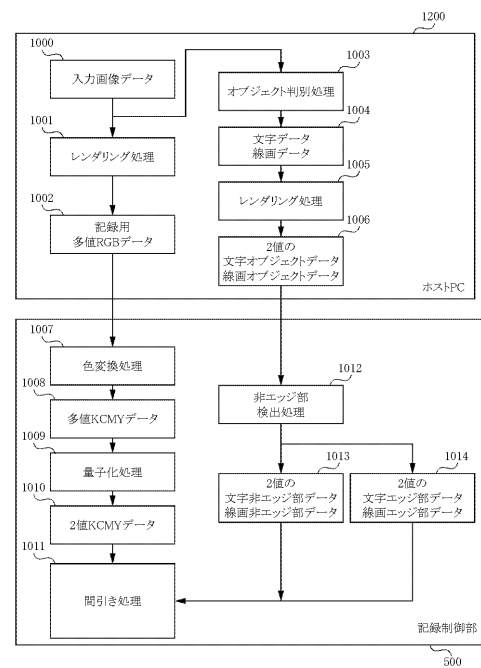 1200
1000
入力画像データ
1003
オブジェクト判別処理
1001
レンダリング処理
1004
文字データ
線画データ
1002
記録用
多値RGBデータ
1005
レンダリング処理
1006
2値の
文字オブジェクトデータ
線画オブジェクトデータ
ホストPC
1007
色変換処理
1008
多値KCMYデータ
1012
非エッジ部
検出処理
1009
量子化処理
1010
2値KCMYデータ
1013
2値の
文字非エッジ部データ
線画非エッジ部データ
1014
2値の
文字エッジ部データ
線画エッジ部データ
1011
間引き処理
記録制御部
500